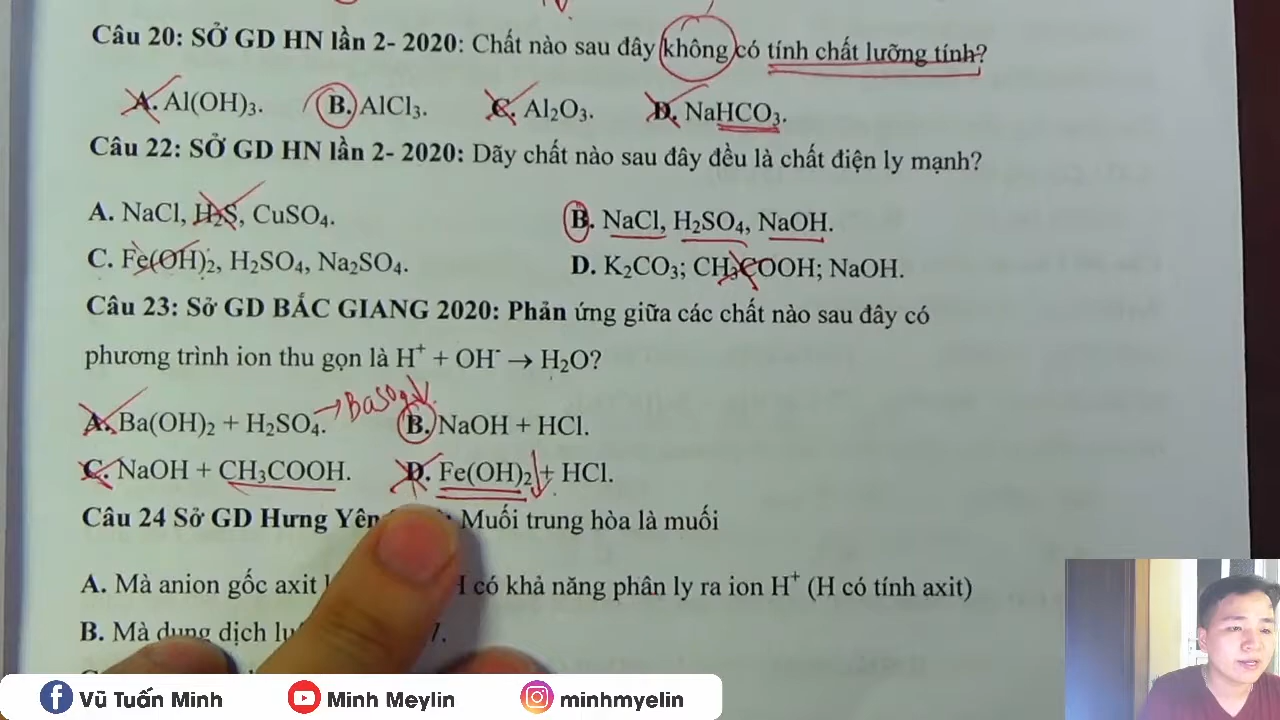 Câu 20: SỞ GD HN lần 2- 2020: Chất nào sau đây không có tính chất lưỡng tính?
A. Al(OH)₃. B. AlCl₃. C. Al₂O₃. D. NaHCO₃.
Câu 22: SỞ GD HN lần 2- 2020: Dãy chất nào sau đây đều là chất điện ly mạnh?
A. NaCl, H₂S, CuSO₄. B. NaCl, H₂SO₄, NaOH.
C. Fe(OH)₂, H₂SO₄, Na₂SO₄. D. K₂CO₃; CH₃COOH; NaOH.
Câu 23: Sở GD BẮC GIANG 2020: Phản ứng giữa các chất nào sau đây có
phương trình ion thu gọn là H⁺ + OH⁻ → H₂O?
A. Ba(OH)₂ + H₂SO₄. → BaSO₄↓. B. NaOH + HCl.
C. NaOH + CH₃COOH. D. Fe(OH)₂↓ + HCl.
Câu 24 Sở GD Hưng Yên : Muối trung hòa là muối
A. Mà anion gốc axit H có khả năng phân ly ra ion H⁺ (H có tính axit)
B. Mà dung dịch 7.
Vũ Tuấn Minh Minh Meylin minhmyelin